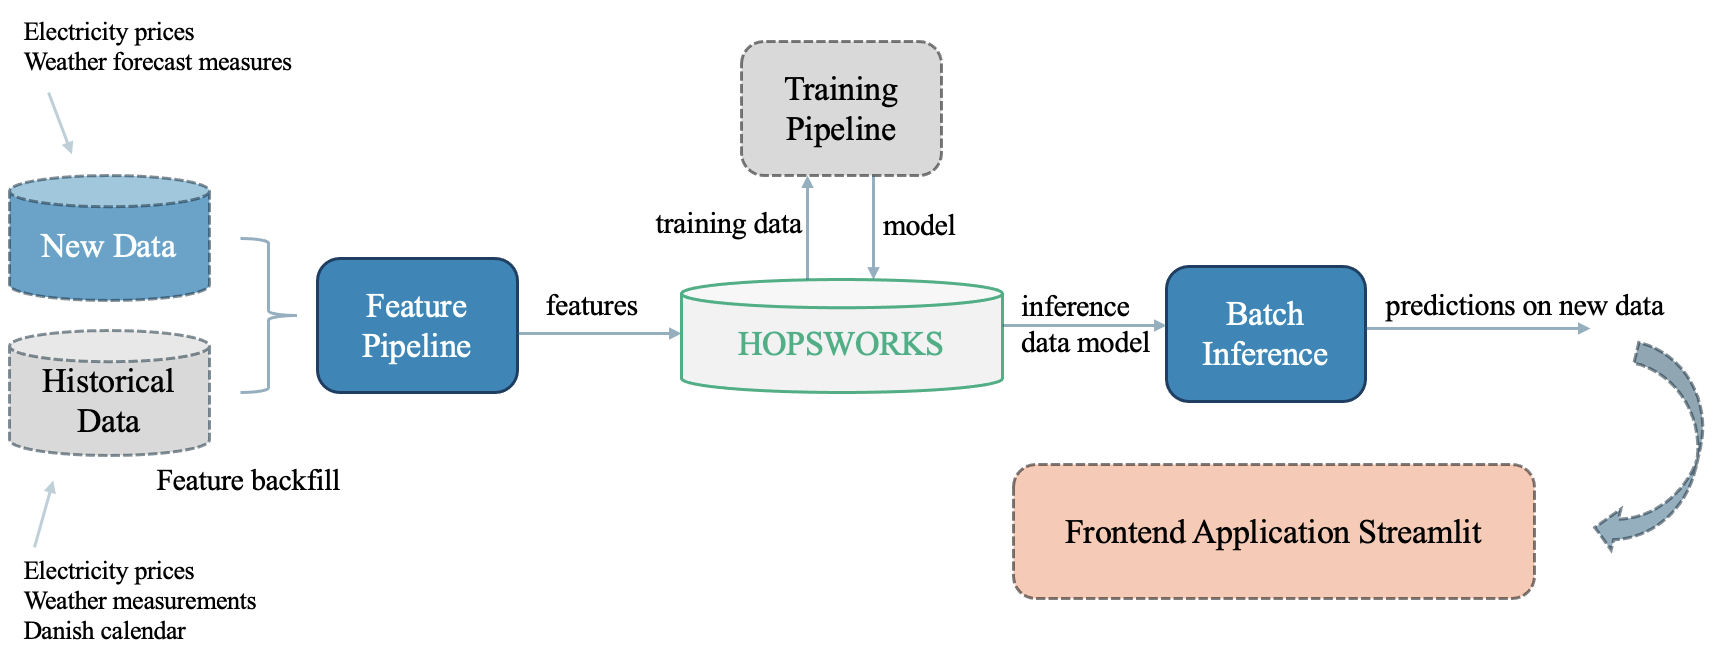 Electricity prices
Weather forecast measures
New Data
Historical
Data
Feature backfill
Electricity prices
Weather measurements
Danish calendar
Feature
Pipeline
features
Training
Pipeline
training data
model
HOPSWORKS
inference
data model
Batch
Inference
predictions on new data
Frontend Application Streamlit